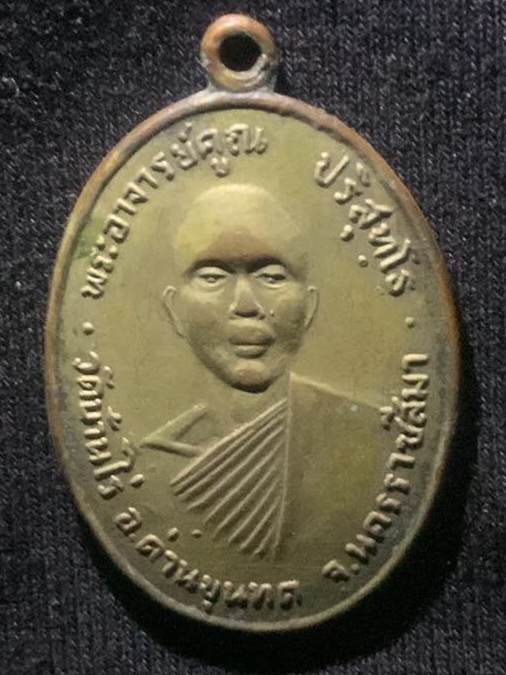 พระอาจารย์คูณ ปริสุทฺโธ
วัดบ้านไร่ อ.ด่านขุนทด จ.นครราชสีมา